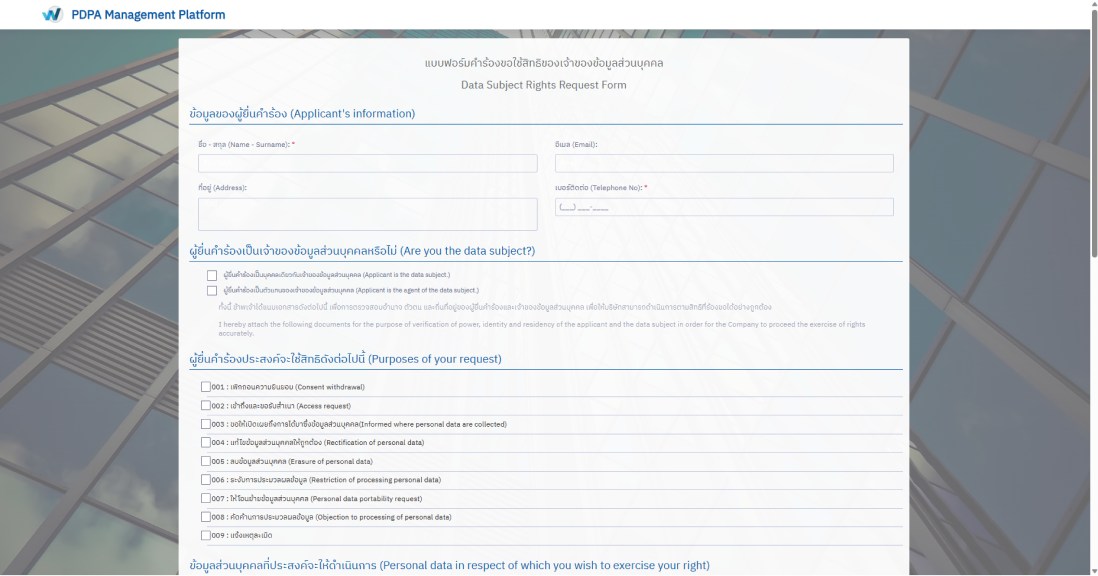 PDPA Management Platform
แบบฟอร์มคำร้องขอใช้สิทธิของเจ้าของข้อมูลส่วนบุคคล
Data Subject Rights Request Form
ข้อมูลของผู้ยื่นคำร้อง (Applicant's information)
ชื่อ - สกุล (Name - Surname): *
อีเมล (Email):
ที่อยู่ (Address):
เบอร์ติดต่อ (Telephone No): *
(___) ___-____
ผู้ยื่นคำร้องเป็นเจ้าของข้อมูลส่วนบุคคลหรือไม่ (Are you the data subject?)
ผู้ยื่นคำร้องเป็นบุคคลเดียวกับเจ้าของข้อมูลส่วนบุคคล (Applicant is the data subject.)
ผู้ยื่นคำร้องเป็นตัวแทนของเจ้าของข้อมูลส่วนบุคคล (Applicant is the agent of the data subject.)
ทั้งนี้ ข้าพเจ้าได้แนบเอกสารดังต่อไปนี้ เพื่อการตรวจสอบอำนาจ ตัวตน และถิ่นที่อยู่ของผู้ยื่นคำร้องและเจ้าของข้อมูลส่วนบุคคล เพื่อให้บริษัทสามารถดำเนินการตามสิทธิที่ร้องขอได้อย่างถูกต้อง
I hereby attach the following documents for the purpose of verification of power, identity and residency of the applicant and the data subject in order for the Company to proceed the exercise of rights
accurately.
ผู้ยื่นคำร้องประสงค์จะใช้สิทธิดังต่อไปนี้ (Purposes of your request)
001 : เพิกถอนความยินยอม (Consent withdrawal)
002 : เข้าถึงและขอรับสำเนา (Access request)
003 : ขอให้เปิดเผยถึงการได้มาซึ่งข้อมูลส่วนบุคคล(Informed where personal data are collected)
004 : แก้ไขข้อมูลส่วนบุคคลให้ถูกต้อง (Rectification of personal data)
005 : ลบข้อมูลส่วนบุคคล (Erasure of personal data)
006 : ระงับการประมวลผลข้อมูล (Restriction of processing personal data)
007 : ให้โอนย้ายข้อมูลส่วนบุคคล (Personal data portability request)
008 : คัดค้านการประมวลผลข้อมูล (Objection to processing of personal data)
009 : แจ้งเหตุละเมิด
ข้อมูลส่วนบุคคลที่ประสงค์จะให้ดำเนินการ (Personal data in respect of which you wish to exercise your right)